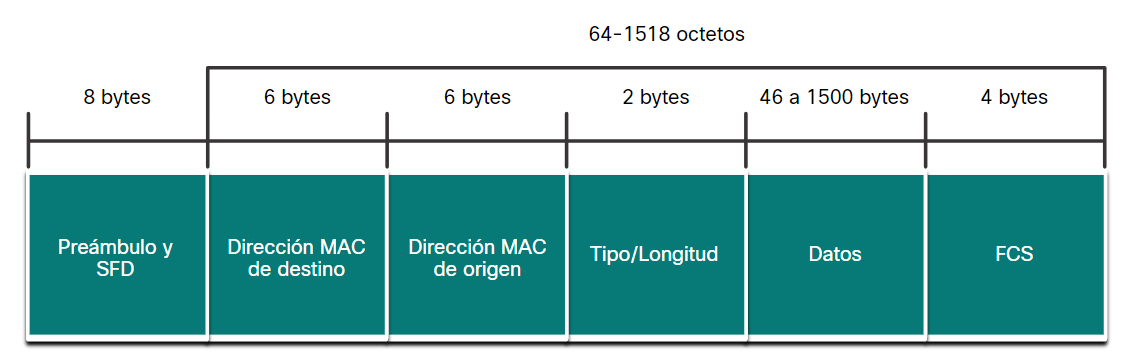 64-1518 octetos
8 bytes
6 bytes
6 bytes
2 bytes
46 a 1500 bytes
4 bytes
Preámbulo y
SFD
Dirección MAC
de destino
Dirección MAC
de origen
Tipo/Longitud
Datos
FCS